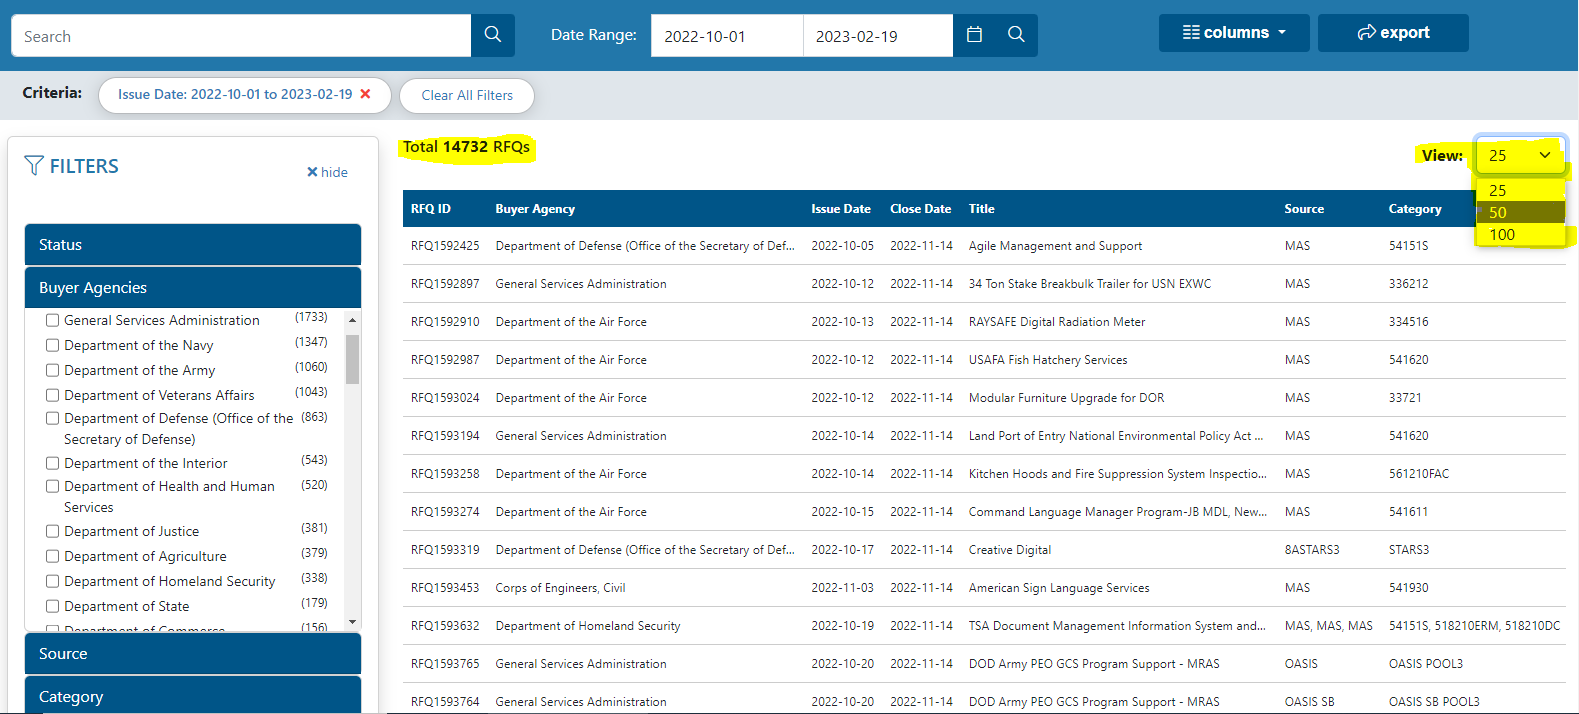 Search
Date Range: 2022-10-01 2023-02-19
columns export
Criteria: Issue Date: 2022-10-01 to 2023-02-19 Clear All Filters
FILTERS
hide
Status
Buyer Agencies
General Services Administration (1733)
Department of the Navy (1347)
Department of the Army (1060)
Department of Veterans Affairs (1043)
Department of Defense (Office of the (863)
Secretary of Defense)
Department of the Interior (543)
Department of Health and Human (520)
Services
Department of Justice (381)
Department of Agriculture (379)
Department of Homeland Security (338)
Department of State (179)
Department of Commerce (156)
Source
Category
Total 14732 RFQs
View: 25
25
50
100
RFQ ID Buyer Agency Issue Date Close Date Title Source Category
RFQ1592425 Department of Defense (Office of the Secretary of Def... 2022-10-05 2022-11-14 Agile Management and Support MAS 54151S
RFQ1592897 General Services Administration 2022-10-12 2022-11-14 34 Ton Stake Breakbulk Trailer for USN EXWC MAS 336212
RFQ1592910 Department of the Air Force 2022-10-13 2022-11-14 RAYSAFE Digital Radiation Meter MAS 334516
RFQ1592987 Department of the Air Force 2022-10-12 2022-11-14 USAFA Fish Hatchery Services MAS 541620
RFQ1593024 Department of the Air Force 2022-10-12 2022-11-14 Modular Furniture Upgrade for DOR MAS 33721
RFQ1593194 General Services Administration 2022-10-14 2022-11-14 Land Port of Entry National Environmental Policy Act ... MAS 541620
RFQ1593258 Department of the Air Force 2022-10-14 2022-11-14 Kitchen Hoods and Fire Suppression System Inspectio... MAS 561210FAC
RFQ1593274 Department of the Air Force 2022-10-15 2022-11-14 Command Language Manager Program-JB MDL, New... MAS 541611
RFQ1593319 Department of Defense (Office of the Secretary of Def... 2022-10-17 2022-11-14 Creative Digital 8ASTARS3 STARS3
RFQ1593453 Corps of Engineers, Civil 2022-11-03 2022-11-14 American Sign Language Services MAS 541930
RFQ1593632 Department of Homeland Security 2022-10-19 2022-11-14 TSA Document Management Information System and... MAS, MAS, MAS 54151S, 518210ERM, 518210DC
RFQ1593765 General Services Administration 2022-10-20 2022-11-14 DOD Army PEO GCS Program Support - MRAS OASIS OASIS POOL3
RFQ1593764 General Services Administration 2022-10-20 2022-11-14 DOD Army PEO GCS Program Support - MRAS OASIS SB OASIS SB POOL3